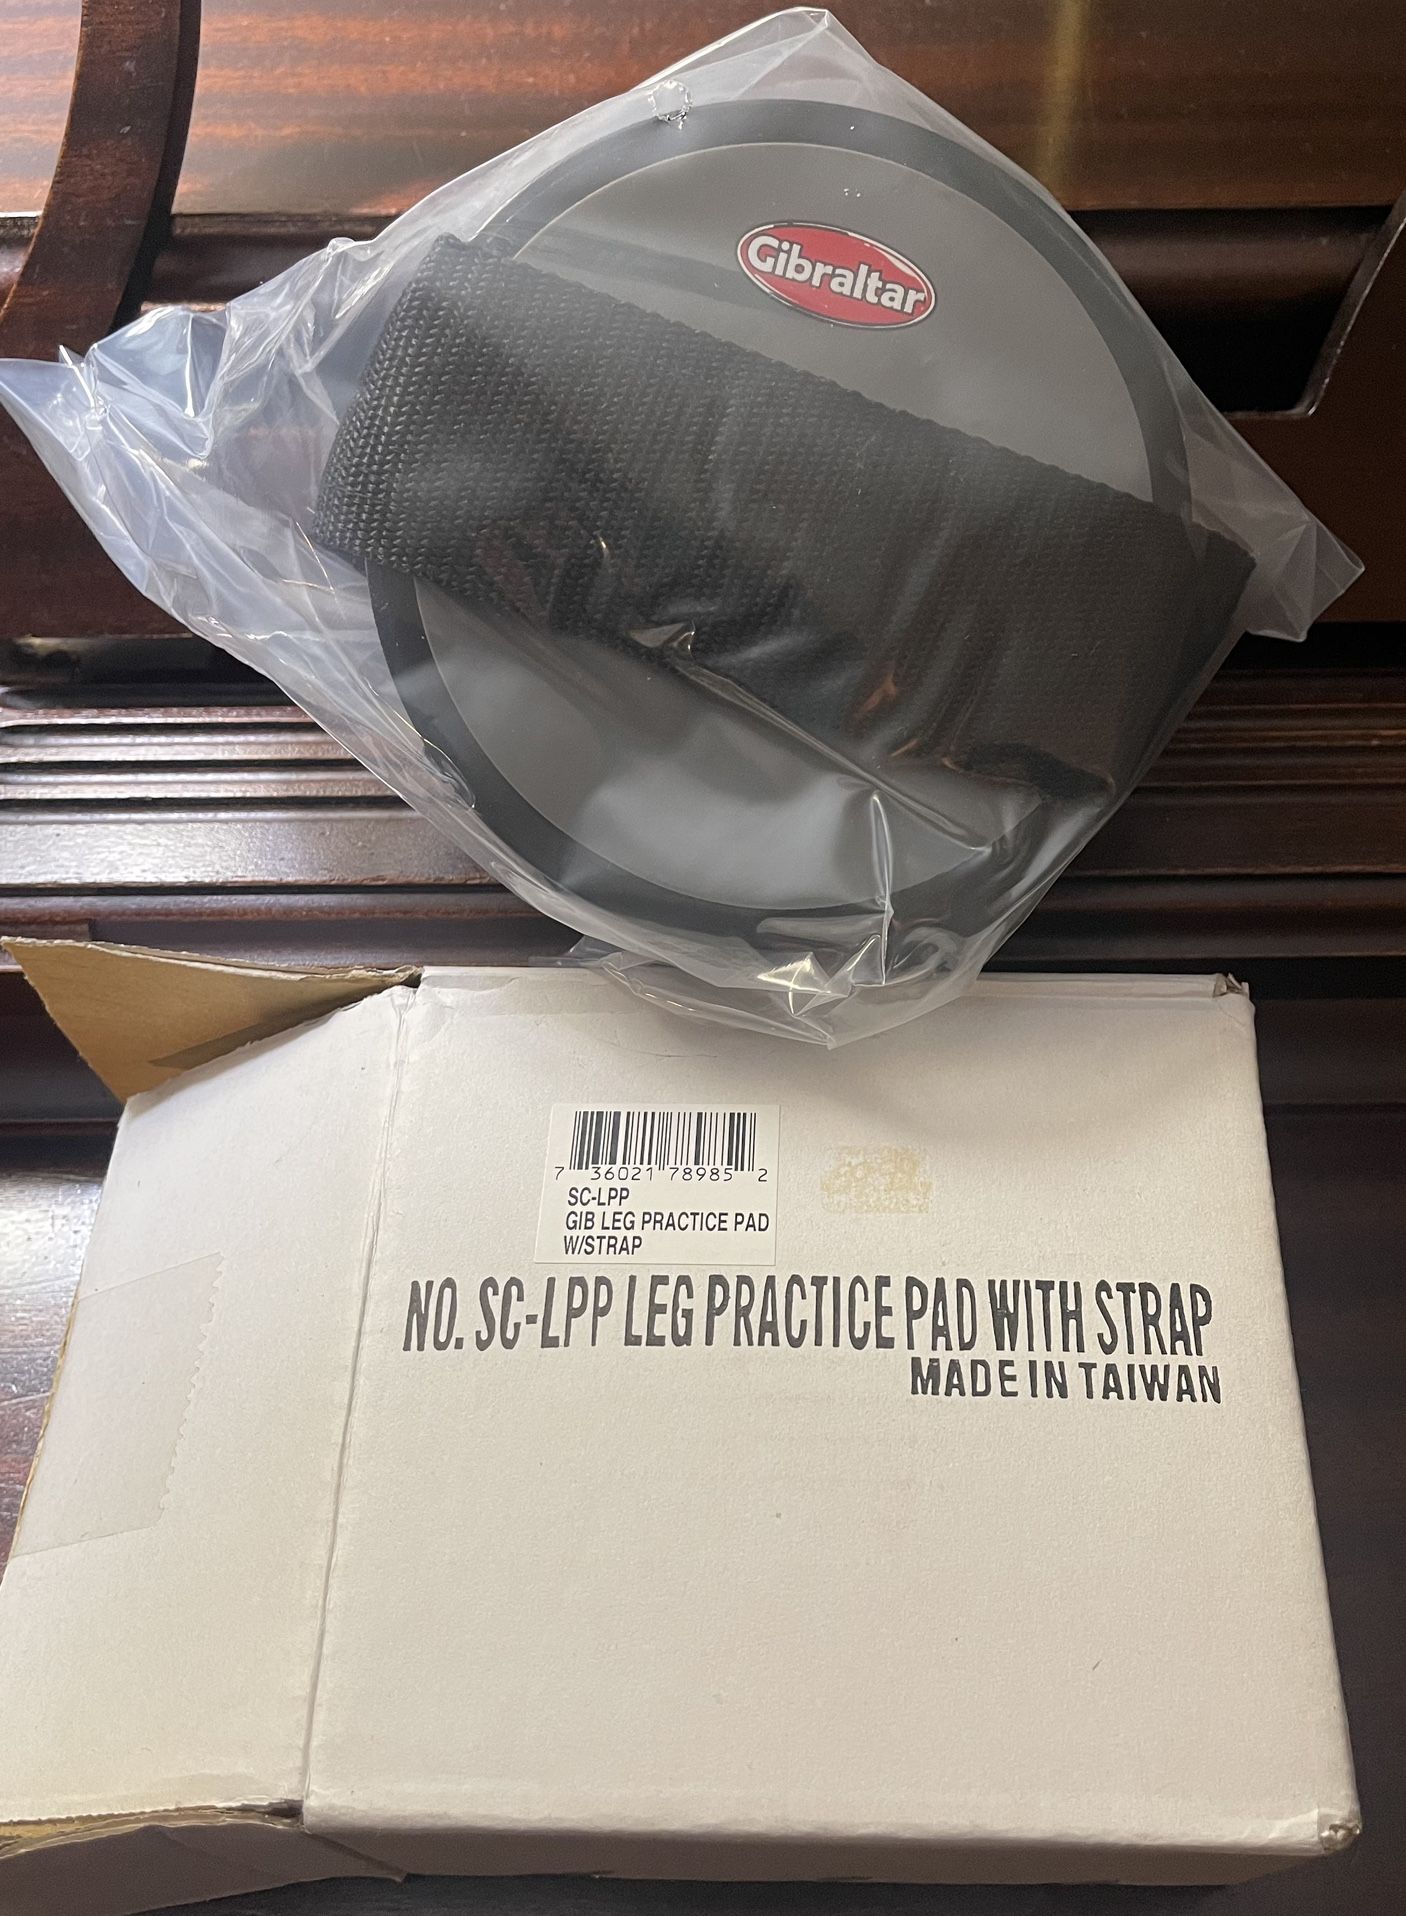 Gibraltar
7 36021 78985 2
SC-LPP
GIB LEG PRACTICE PAD
W/STRAP
NO. SC-LPP LEG PRACTICE PAD WITH STRAP
MADE IN TAIWAN